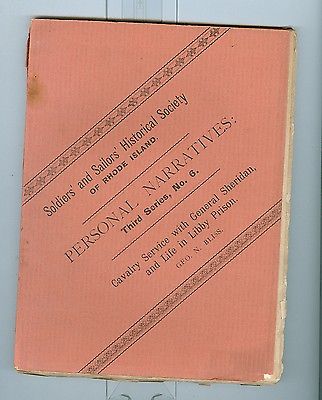 Soldiers' and Sailors' Historical Society
OF RHODE ISLAND.
PERSONAL NARRATIVES:
Third Series, No. 6.
Cavalry Service with General Sheridan,
and Life in Libby Prison.
GEO. N. BLISS.